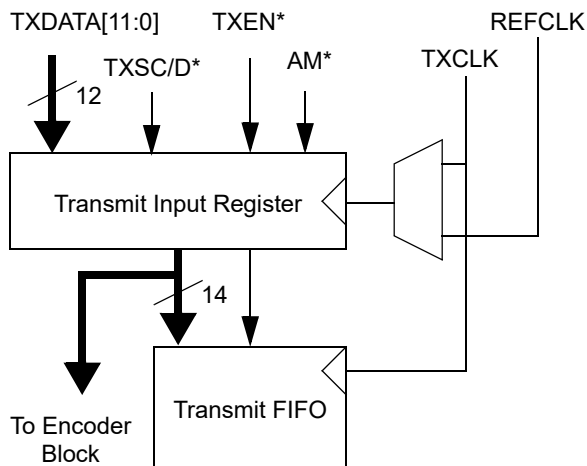 TXDATA[11:0] TXEN* REFCLK
TXSC/D* AM* TXCLK
12
Transmit Input Register
14
Transmit FIFO
To Encoder
Block